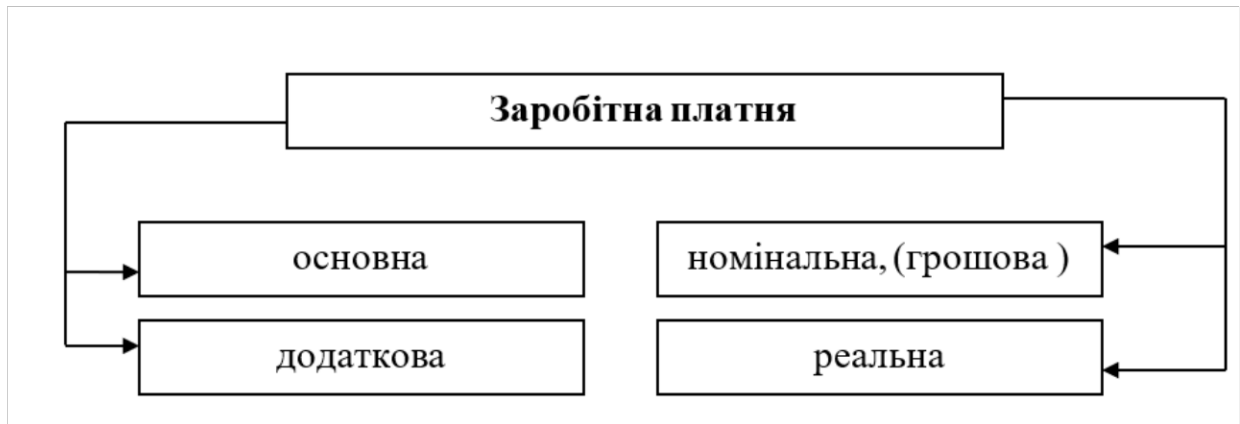 Заробітна платня
основна
номінальна, (грошова )
додаткова
реальна